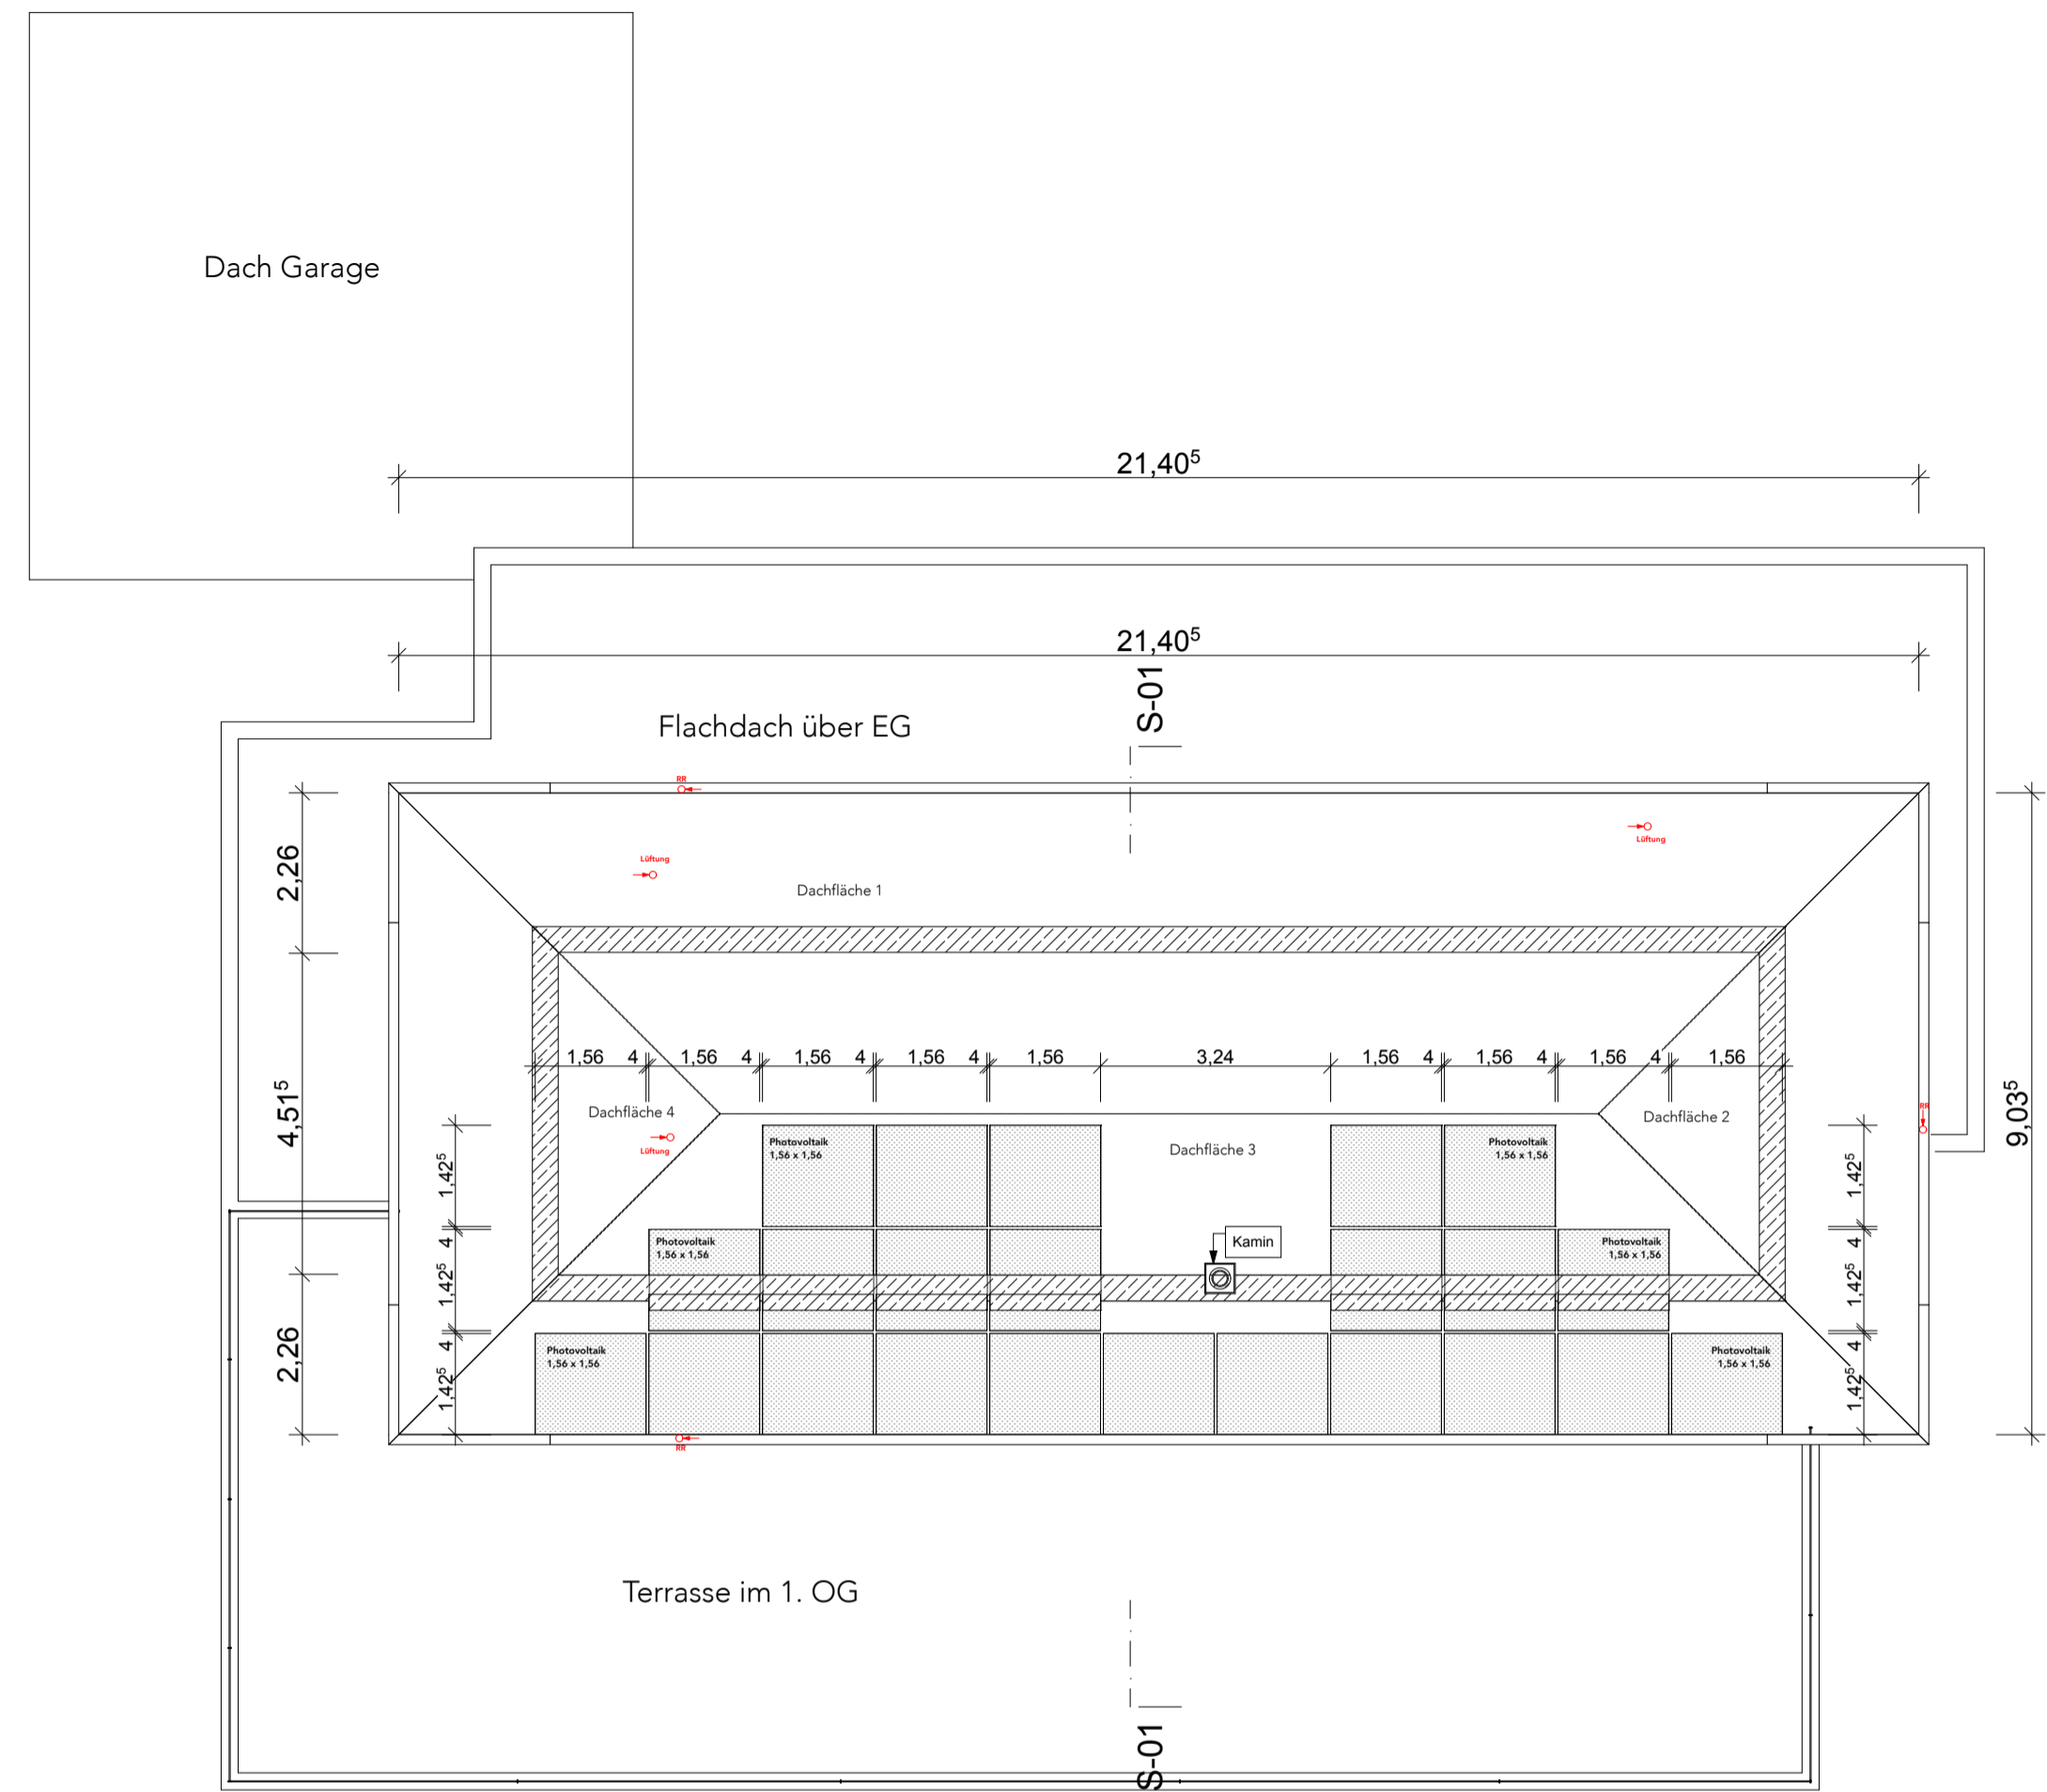 Dach Garage
21,40⁵
21,40⁵
S-01
Flachdach über EG
RR
Lüftung
Lüftung
2,26
Dachfläche 1
4,51⁵
9,03⁵
1,56 4 1,56 4 1,56 4 1,56 4 1,56 3,24 1,56 4 1,56 4 1,56 4 1,56
Dachfläche 4
Dachfläche 2
RR
Lüftung
Dachfläche 3
Photovoltaik
1,56 x 1,56
Photovoltaik
1,56 x 1,56
1,42⁵
1,42⁵
Photovoltaik
1,56 x 1,56
Kamin
Photovoltaik
1,56 x 1,56
4
4
1,42⁵
1,42⁵
2,26
4
4
Photovoltaik
1,56 x 1,56
Photovoltaik
1,56 x 1,56
1,42⁵
1,42⁵
RR
Terrasse im 1. OG
S-01